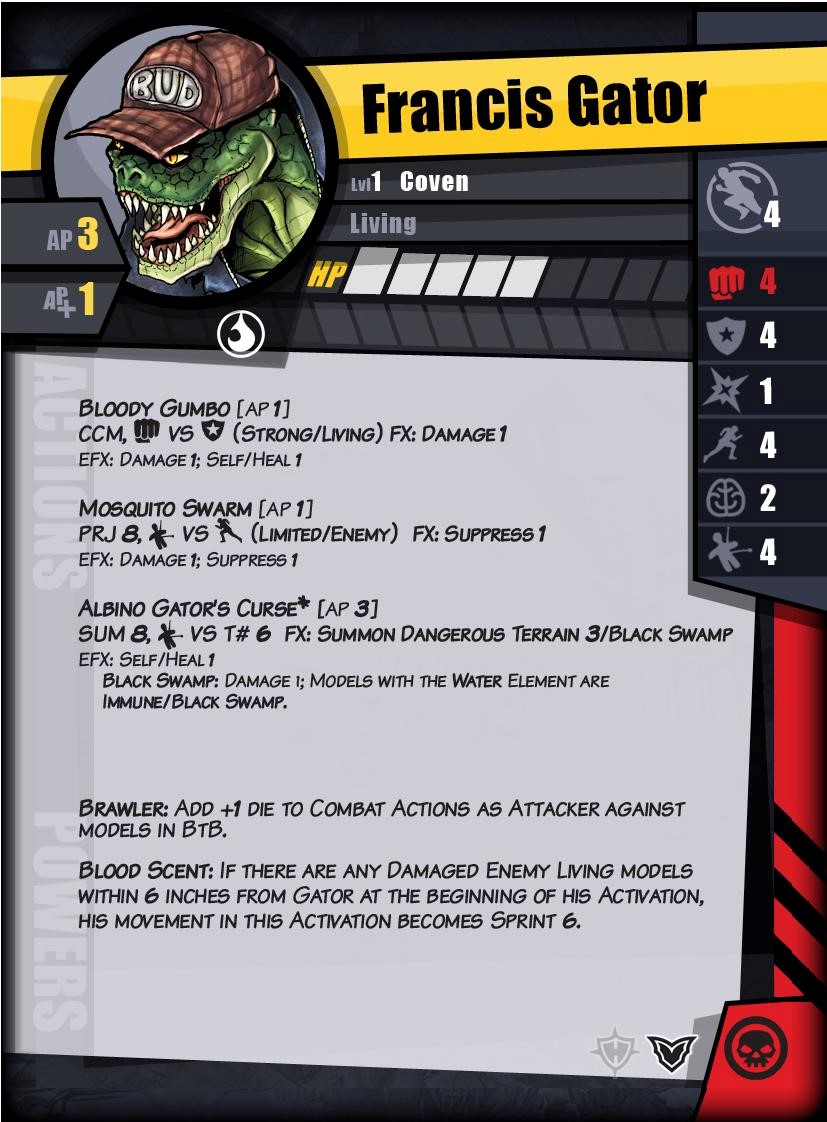 BUD
Francis Gator
Lvl1 Coven
Living
AP 3
HP
AP+ 1
4
4
4
1
4
2
4
ACTIONS
Bloody Gumbo [AP 1]
CCM, VS (Strong/Living) FX: Damage 1
EFX: Damage 1; Self/Heal 1
Mosquito Swarm [AP 1]
PRJ 8, VS (Limited/Enemy) FX: Suppress 1
EFX: Damage 1; Suppress 1
Albino Gator's Curse* [AP 3]
SUM 8, VS T# 6 FX: Summon Dangerous Terrain 3/Black Swamp
EFX: Self/Heal 1
Black Swamp: Damage 1; Models with the Water Element are
Immune/Black Swamp.
POWERS
Brawler: Add +1 die to Combat Actions as Attacker against
models in BtB.
Blood Scent: If there are any Damaged Enemy Living models
within 6 inches from Gator at the beginning of his Activation,
his movement in this Activation becomes Sprint 6.
H